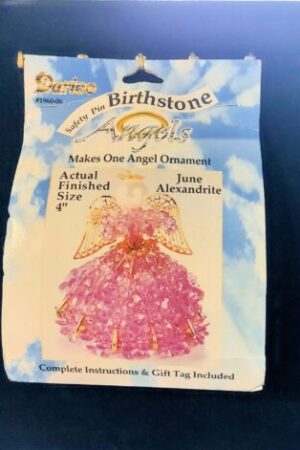 Darice
#1960-06
Safety Pin Birthstone
Angels
Makes One Angel Ornament
Actual
Finished
Size
4"
June
Alexandrite
Complete Instructions & Gift Tag Included